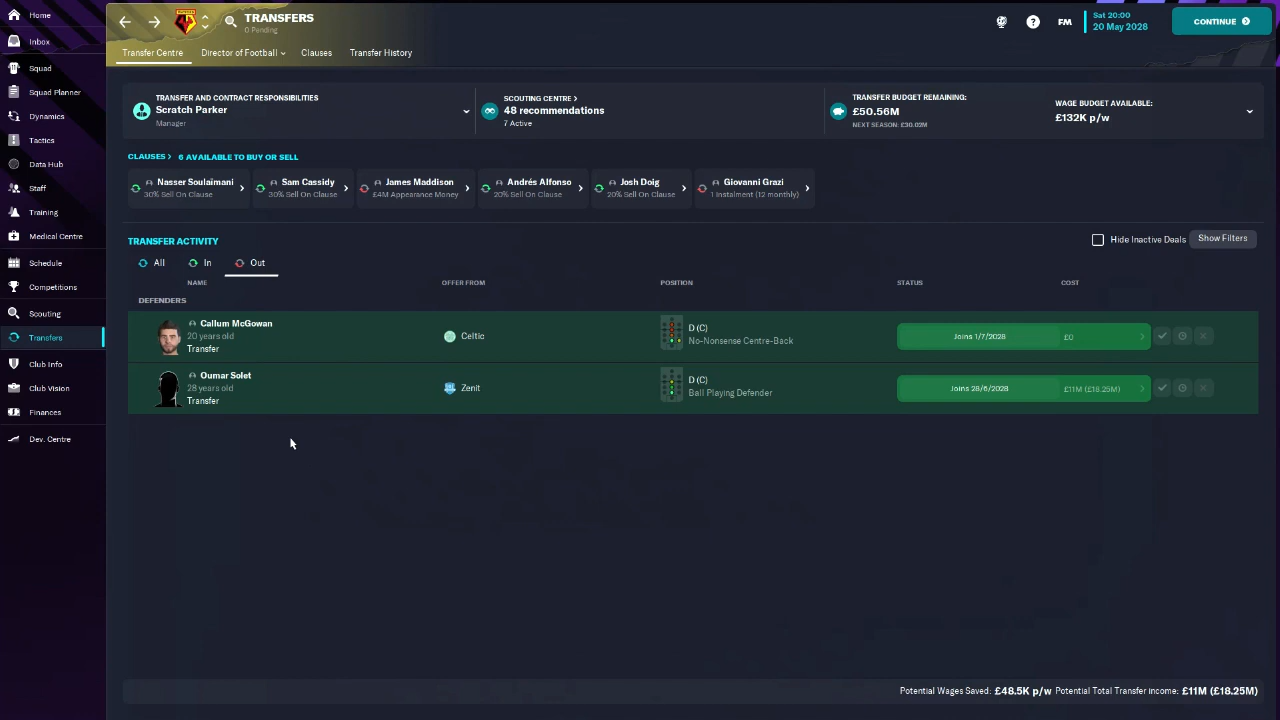 Home
Inbox
Squad
Squad Planner
Dynamics
Tactics
Data Hub
Staff
Training
Medical Centre
Schedule
Competitions
Scouting
Transfers
Club Info
Club Vision
Finances
Dev. Centre
TRANSFERS
0 Pending
FM
Sat 20:00
20 May 2028
CONTINUE
Transfer Centre
Director of Football
Clauses
Transfer History
TRANSFER AND CONTRACT RESPONSIBILITIES
Scratch Parker
Manager
SCOUTING CENTRE >
48 recommendations
7 Active
TRANSFER BUDGET REMAINING:
£50.56M
NEXT SEASON: £30.02M
WAGE BUDGET AVAILABLE:
£132K p/w
CLAUSES > 6 AVAILABLE TO BUY OR SELL
Nasser Soulaimani
30% Sell On Clause
Sam Cassidy
30% Sell On Clause
James Maddison
£4M Appearance Money
Andrés Alfonso
20% Sell On Clause
Josh Doig
20% Sell On Clause
Giovanni Grazi
1 Instalment (12 monthly)
TRANSFER ACTIVITY
Hide Inactive Deals
Show Filters
All
In
Out
NAME OFFER FROM POSITION STATUS COST
DEFENDERS
Callum McGowan
20 years old
Transfer
Celtic
D (C)
No-Nonsense Centre-Back
Joins 1/7/2028
£0
Oumar Solet
28 years old
Transfer
Zenit
D (C)
Ball Playing Defender
Joins 28/6/2028
£11M (£18.25M)
Potential Wages Saved: £48.5K p/w Potential Total Transfer income: £11M (£18.25M)